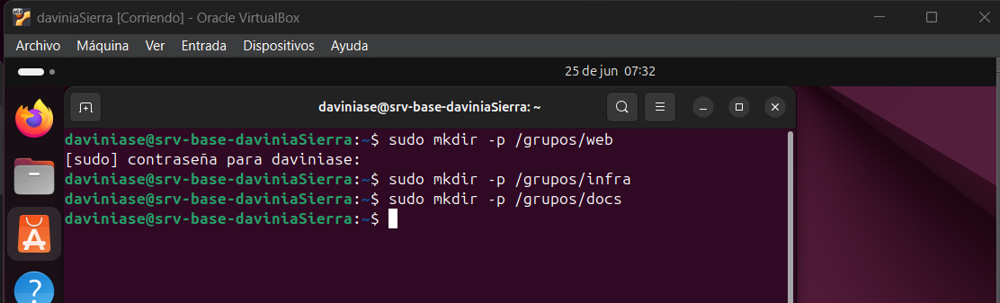 daviniaSierra [Corriendo] - Oracle VirtualBox
Archivo Máquina Ver Entrada Dispositivos Ayuda
25 de jun 07:32
daviniase@srv-base-daviniaSierra: ~
daviniase@srv-base-daviniaSierra:~$ sudo mkdir -p /grupos/web
[sudo] contraseña para daviniase:
daviniase@srv-base-daviniaSierra:~$ sudo mkdir -p /grupos/infra
daviniase@srv-base-daviniaSierra:~$ sudo mkdir -p /grupos/docs
daviniase@srv-base-daviniaSierra:~$